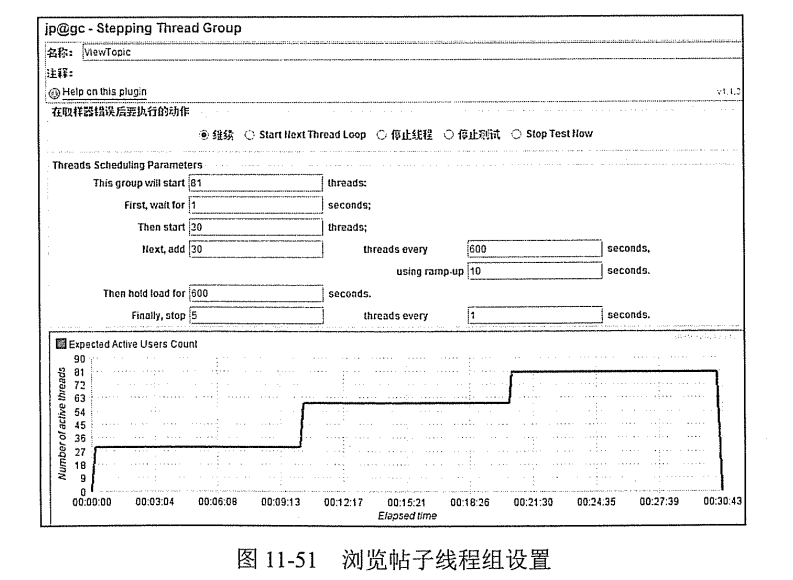 jp@gc - Stepping Thread Group
名称: ViewTopic
注释:
Help on this plugin v1.1.3
在取样器错误后要执行的动作
继续 Start Next Thread Loop 停止线程 停止测试 Stop Test Now
Threads Scheduling Parameters
This group will start 81 threads:
First, wait for 1 seconds;
Then start 30 threads;
Next, add 30 threads every 600 seconds,
using ramp-up 10 seconds.
Then hold load for 600 seconds.
Finally, stop 5 threads every 1 seconds.
Expected Active Users Count
90
81
72
63
54
45
36
27
18
9
0
Number of active threads
00:00:00 00:03:04 00:06:08 00:09:13 00:12:17 00:15:21 00:18:26 00:21:30 00:24:35 00:27:39 00:30:43
Elapsed time
图 11-51 浏览帖子线程组设置